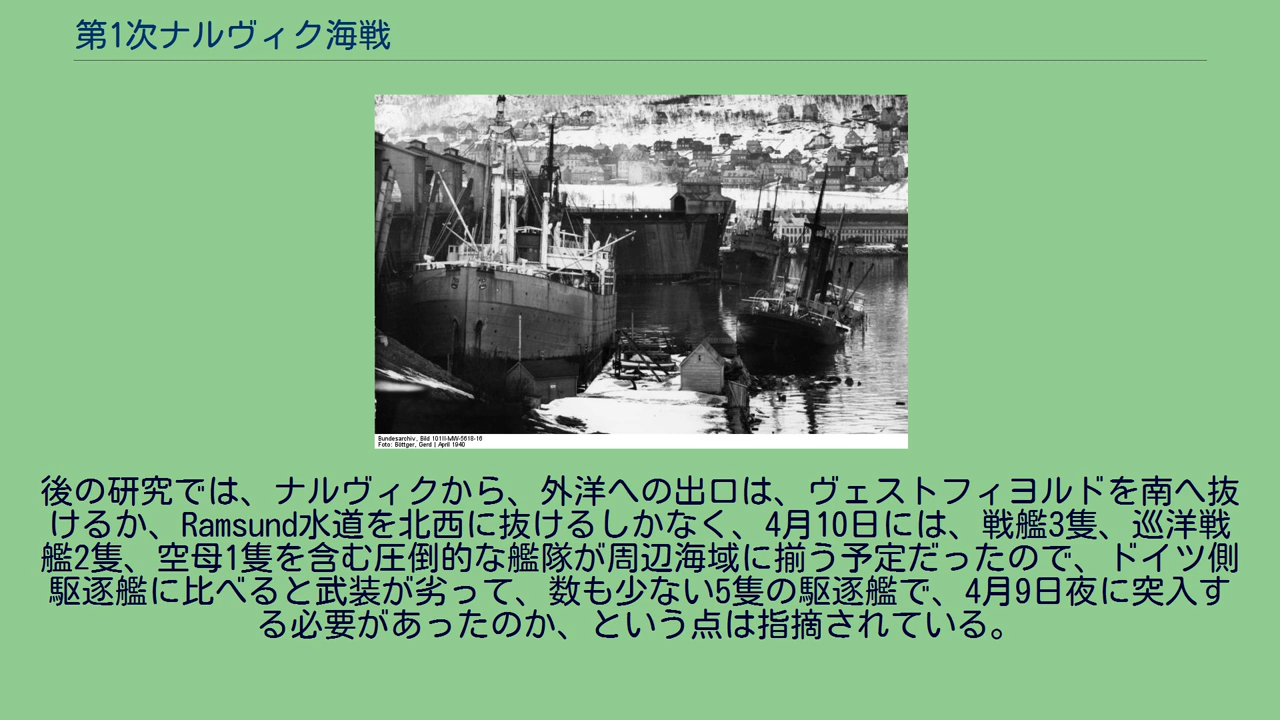 第1次ナルヴィク海戦
Bundesarchiv, Bild 101II-MW-5618-16
Foto: Böttger, Gerd | April 1940
後の研究では、ナルヴィクから、外洋への出口は、ヴェストフィヨルドを南へ抜
けるか、Ramsund水道を北西に抜けるしかなく、4月10日には、戦艦3隻、巡洋戦
艦2隻、空母1隻を含む圧倒的な艦隊が周辺海域に揃う予定だったので、ドイツ側
駆逐艦に比べると武装が劣って、数も少ない5隻の駆逐艦で、4月9日夜に突入す
る必要があったのか、という点は指摘されている。